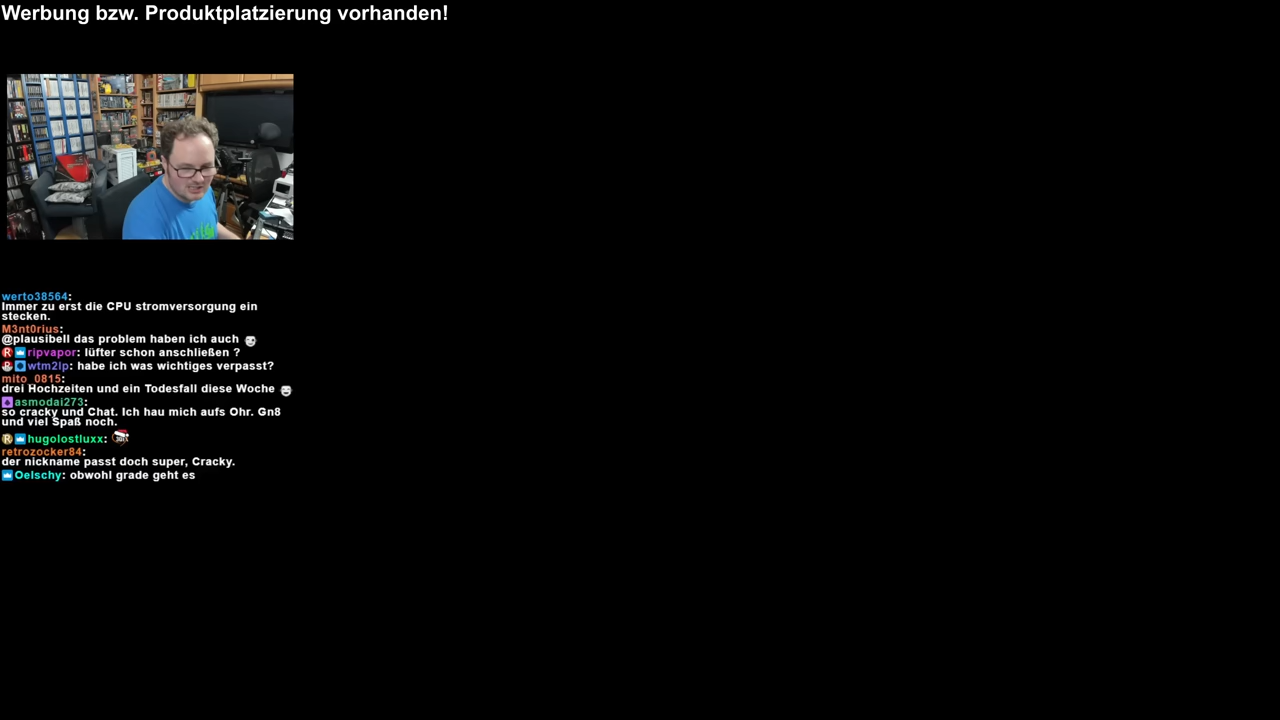 Werbung bzw. Produktplatzierung vorhanden!
werto38564:
Immer zu erst die CPU stromversorgung ein
stecken.
M3nt0rius:
@plausibell das problem haben ich auch
ripvapor: lüfter schon anschließen ?
wtm2lp: habe ich was wichtiges verpasst?
mito_0815:
drei Hochzeiten und ein Todesfall diese Woche
asmodai273:
so cracky und Chat. Ich hau mich aufs Ohr. Gn8
und viel Spaß noch.
hugolostluxx:
retrozocker84:
der nickname passt doch super, Cracky.
Oelschy: obwohl grade geht es